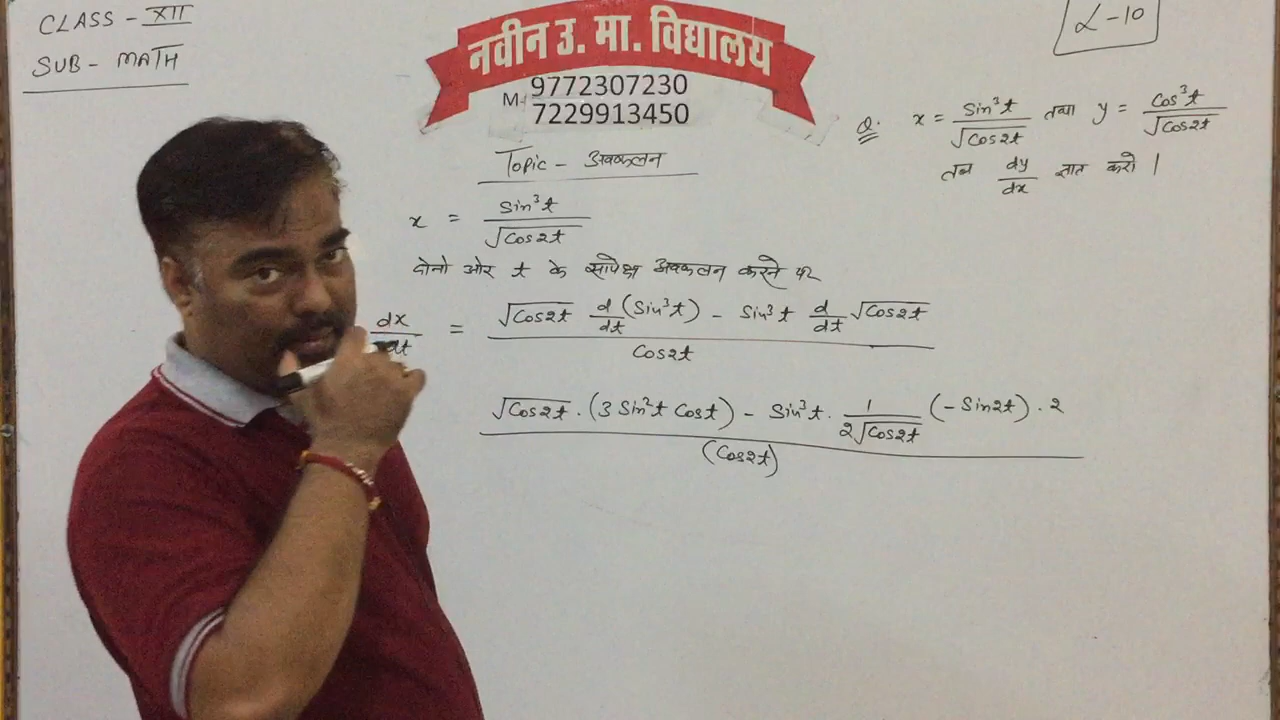 CLASS - XII
SUB - MATH
नवीन उ. मा. विद्यालय
M- 9772307230
7229913450
L-10
Q. x = Sin³t / √Cos2t तथा y = Cos³t / √Cos2t
तब dy/dx ज्ञात करो |
Topic - अवकलन
x = Sin³t / √Cos2t
दोनो ओर t के सापेक्ष अवकलन करने पर
dx/dt = (√Cos2t d/dt (Sin³t) - Sin³t d/dt √Cos2t) / Cos2t
(√Cos2t · (3 Sin²t Cost) - Sin³t · 1/(2√Cos2t) (-Sin2t) · 2) / (Cos2t)